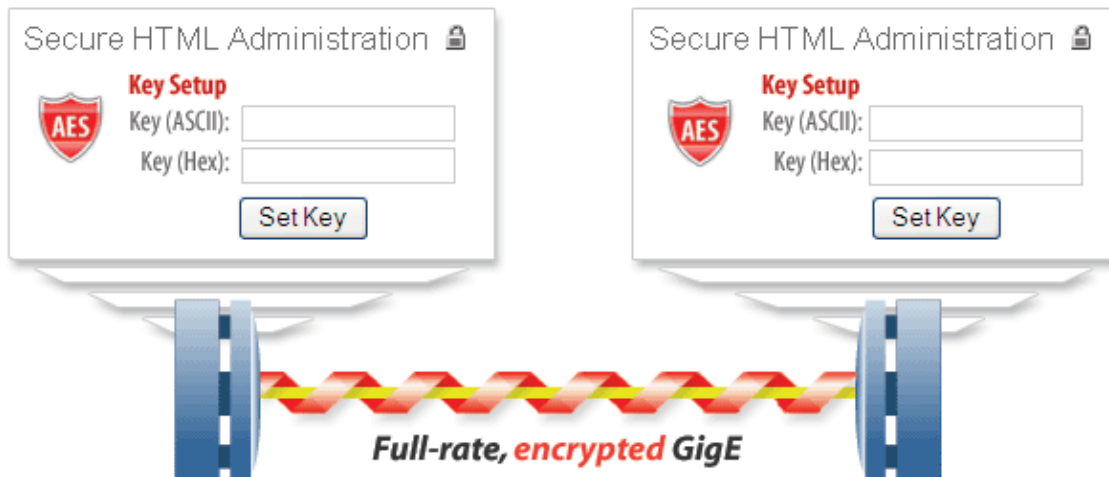 Secure HTML Administration
Key Setup
AES
Key (ASCII):
Key (Hex):
Set Key
Secure HTML Administration
Key Setup
AES
Key (ASCII):
Key (Hex):
Set Key
Full-rate, encrypted GigE